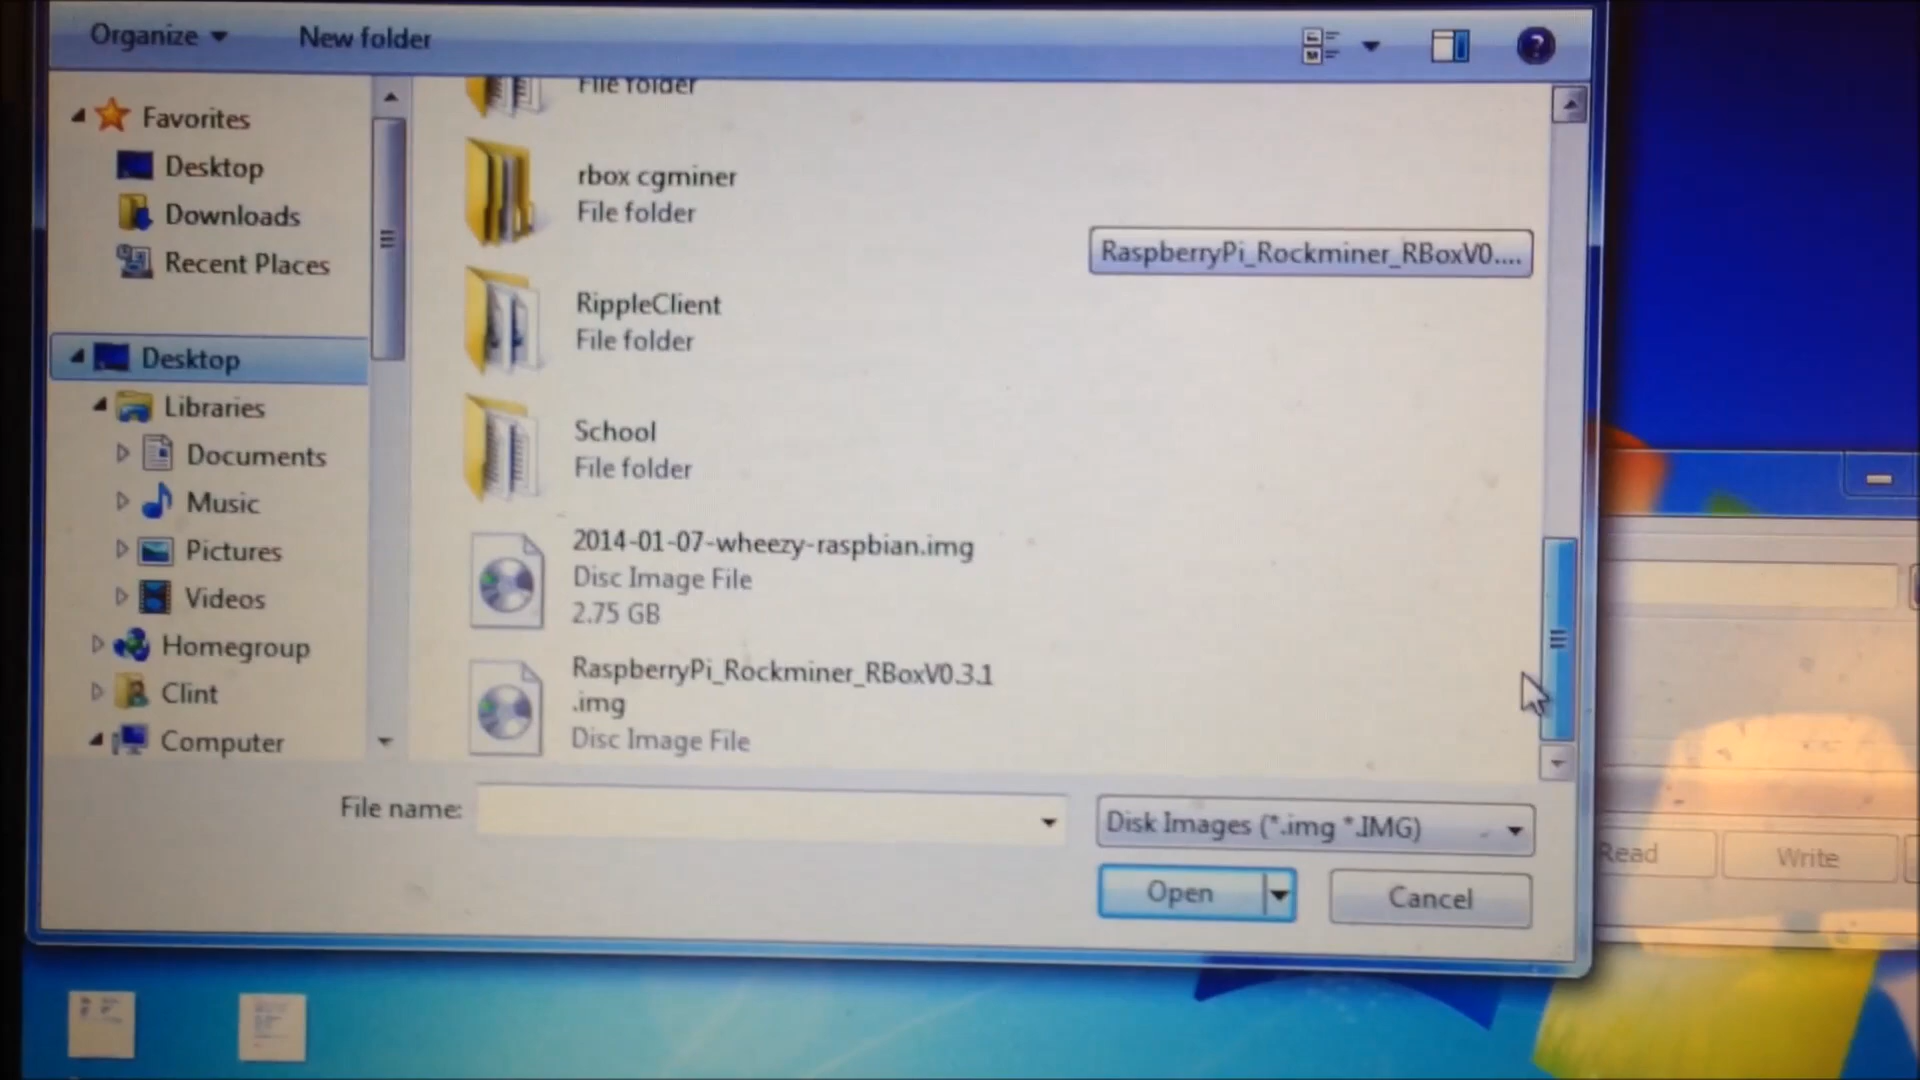 Organize
New folder
Favorites
Desktop
Downloads
Recent Places
Desktop
Libraries
Documents
Music
Pictures
Videos
Homegroup
Clint
Computer
File folder
rbox cgminer
File folder
RippleClient
File folder
School
File folder
2014-01-07-wheezy-raspbian.img
Disc Image File
2.75 GB
RaspberryPi_Rockminer_RBoxV0.3.1
.img
Disc Image File
RaspberryPi_Rockminer_RBoxV0....
File name:
Disk Images (*.img *.IMG)
Open
Cancel
Read
Write